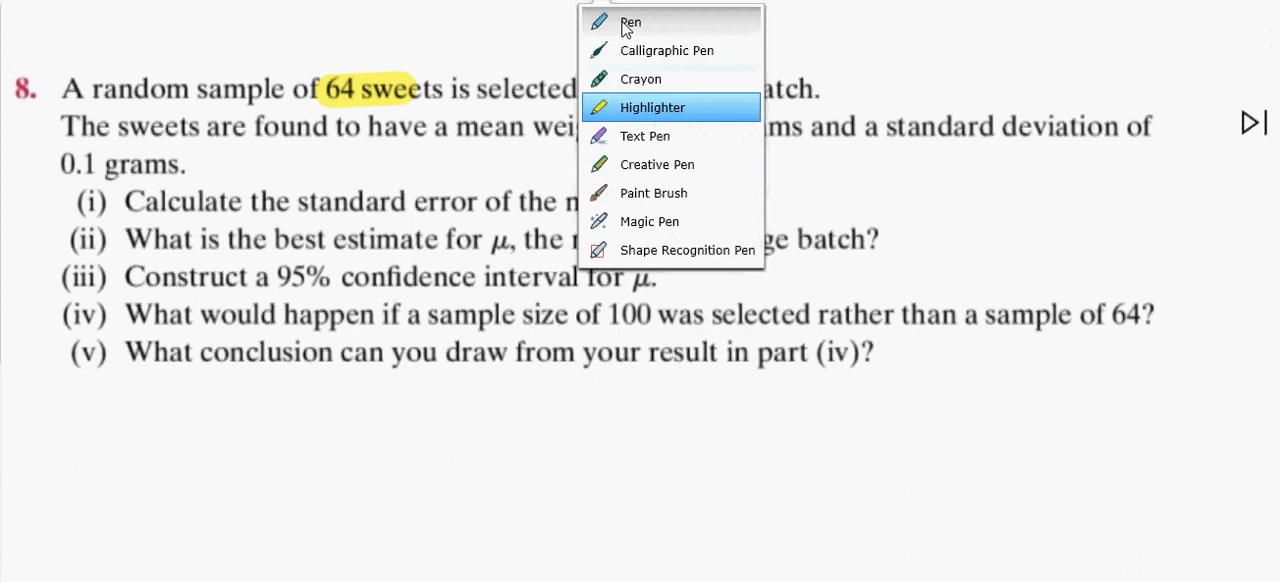 Pen
Calligraphic Pen
Crayon
Highlighter
Text Pen
Creative Pen
Paint Brush
Magic Pen
Shape Recognition Pen
8. A random sample of 64 sweets is selected
The sweets are found to have a mean and a standard deviation of
0.1 grams.
(i) Calculate the standard error of the
(ii) What is the best estimate for μ, the batch?
(iii) Construct a 95% confidence interval for μ.
(iv) What would happen if a sample size of 100 was selected rather than a sample of 64?
(v) What conclusion can you draw from your result in part (iv)?